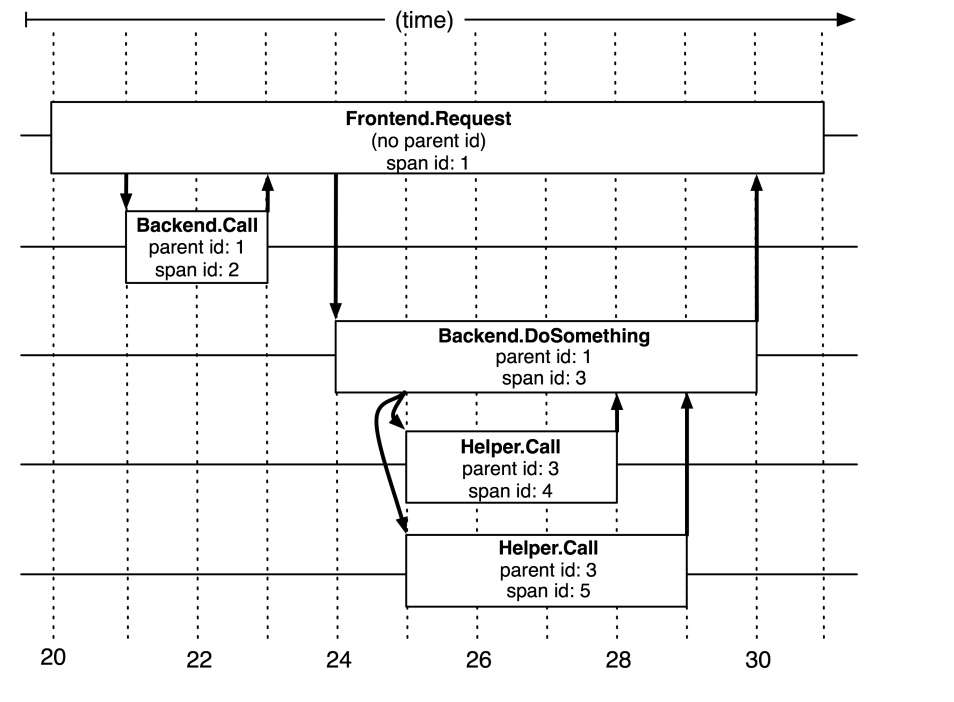 (time)
Frontend.Request
(no parent id)
span id: 1
Backend.Call
parent id: 1
span id: 2
Backend.DoSomething
parent id: 1
span id: 3
Helper.Call
parent id: 3
span id: 4
Helper.Call
parent id: 3
span id: 5
20 22 24 26 28 30